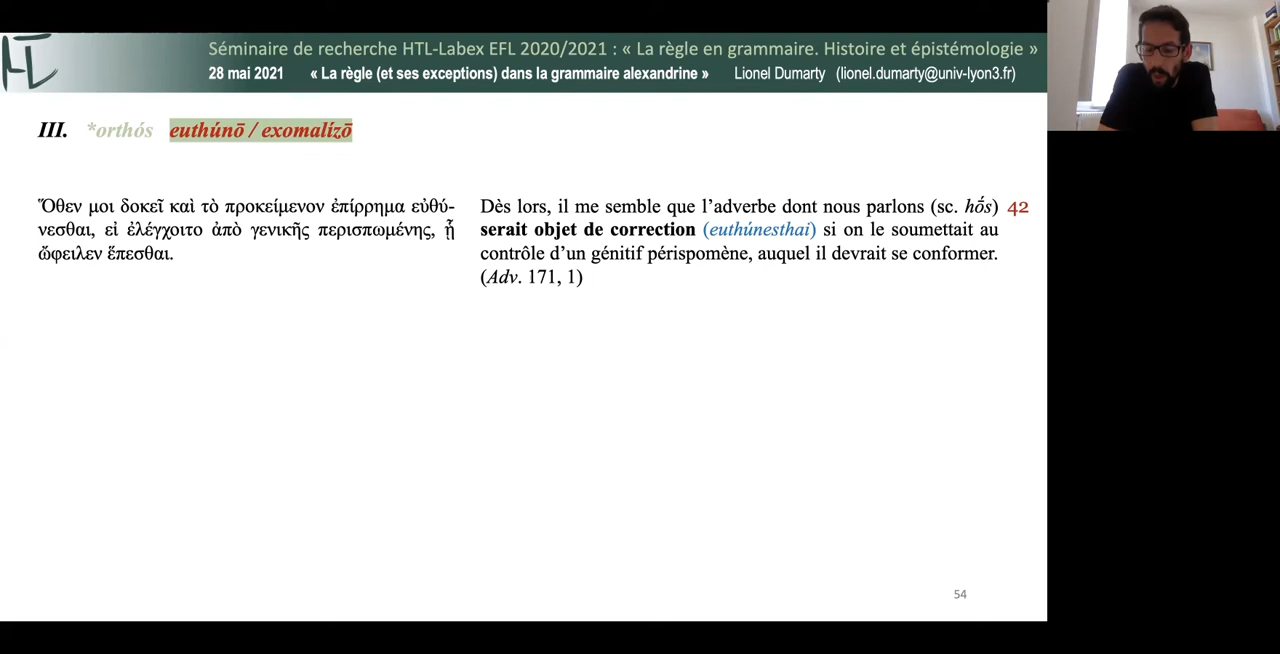 HTL
Séminaire de recherche HTL-Labex EFL 2020/2021 : « La règle en grammaire. Histoire et épistémologie »
28 mai 2021 « La règle (et ses exceptions) dans la grammaire alexandrine » Lionel Dumarty (lionel.dumarty@univ-lyon3.fr)
III. *orthós euthúnō / exomalízō
Ὅθεν μοι δοκεῖ καὶ τὸ προκείμενον ἐπίρρημα εὐθύ-
νεσθαι, εἰ ἐλέγχοιτο ἀπὸ γενικῆς περισπωμένης, ᾗ
ὤφειλεν ἕπεσθαι.
Dès lors, il me semble que l’adverbe dont nous parlons (sc. hṓs) 42
serait objet de correction (euthúnesthai) si on le soumettait au
contrôle d’un génitif périspomène, auquel il devrait se conformer.
(Adv. 171, 1)
54